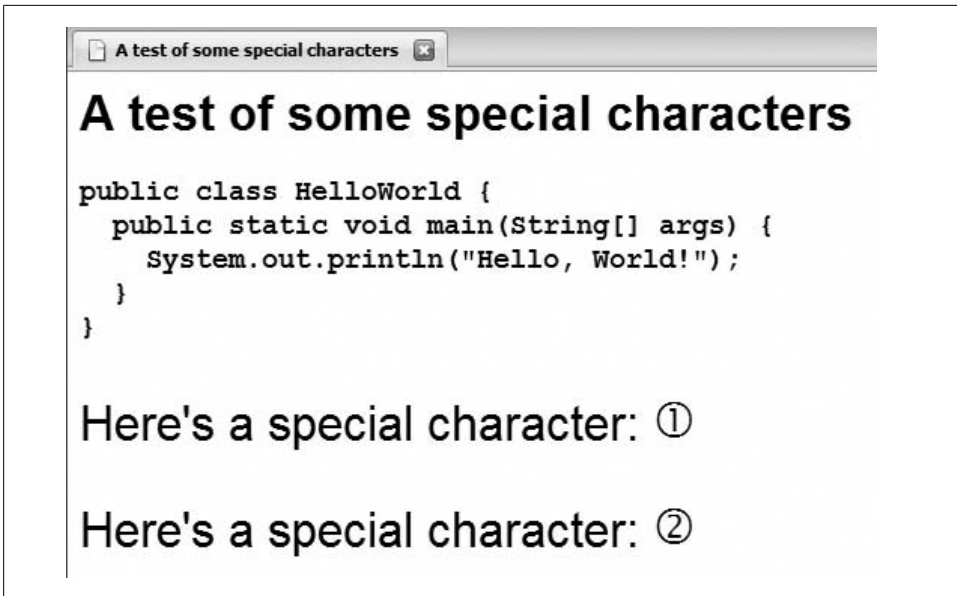 A test of some special characters
A test of some special characters
public class HelloWorld {
  public static void main(String[] args) {
    System.out.println("Hello, World!");
  }
}
Here's a special character: ①
Here's a special character: ②